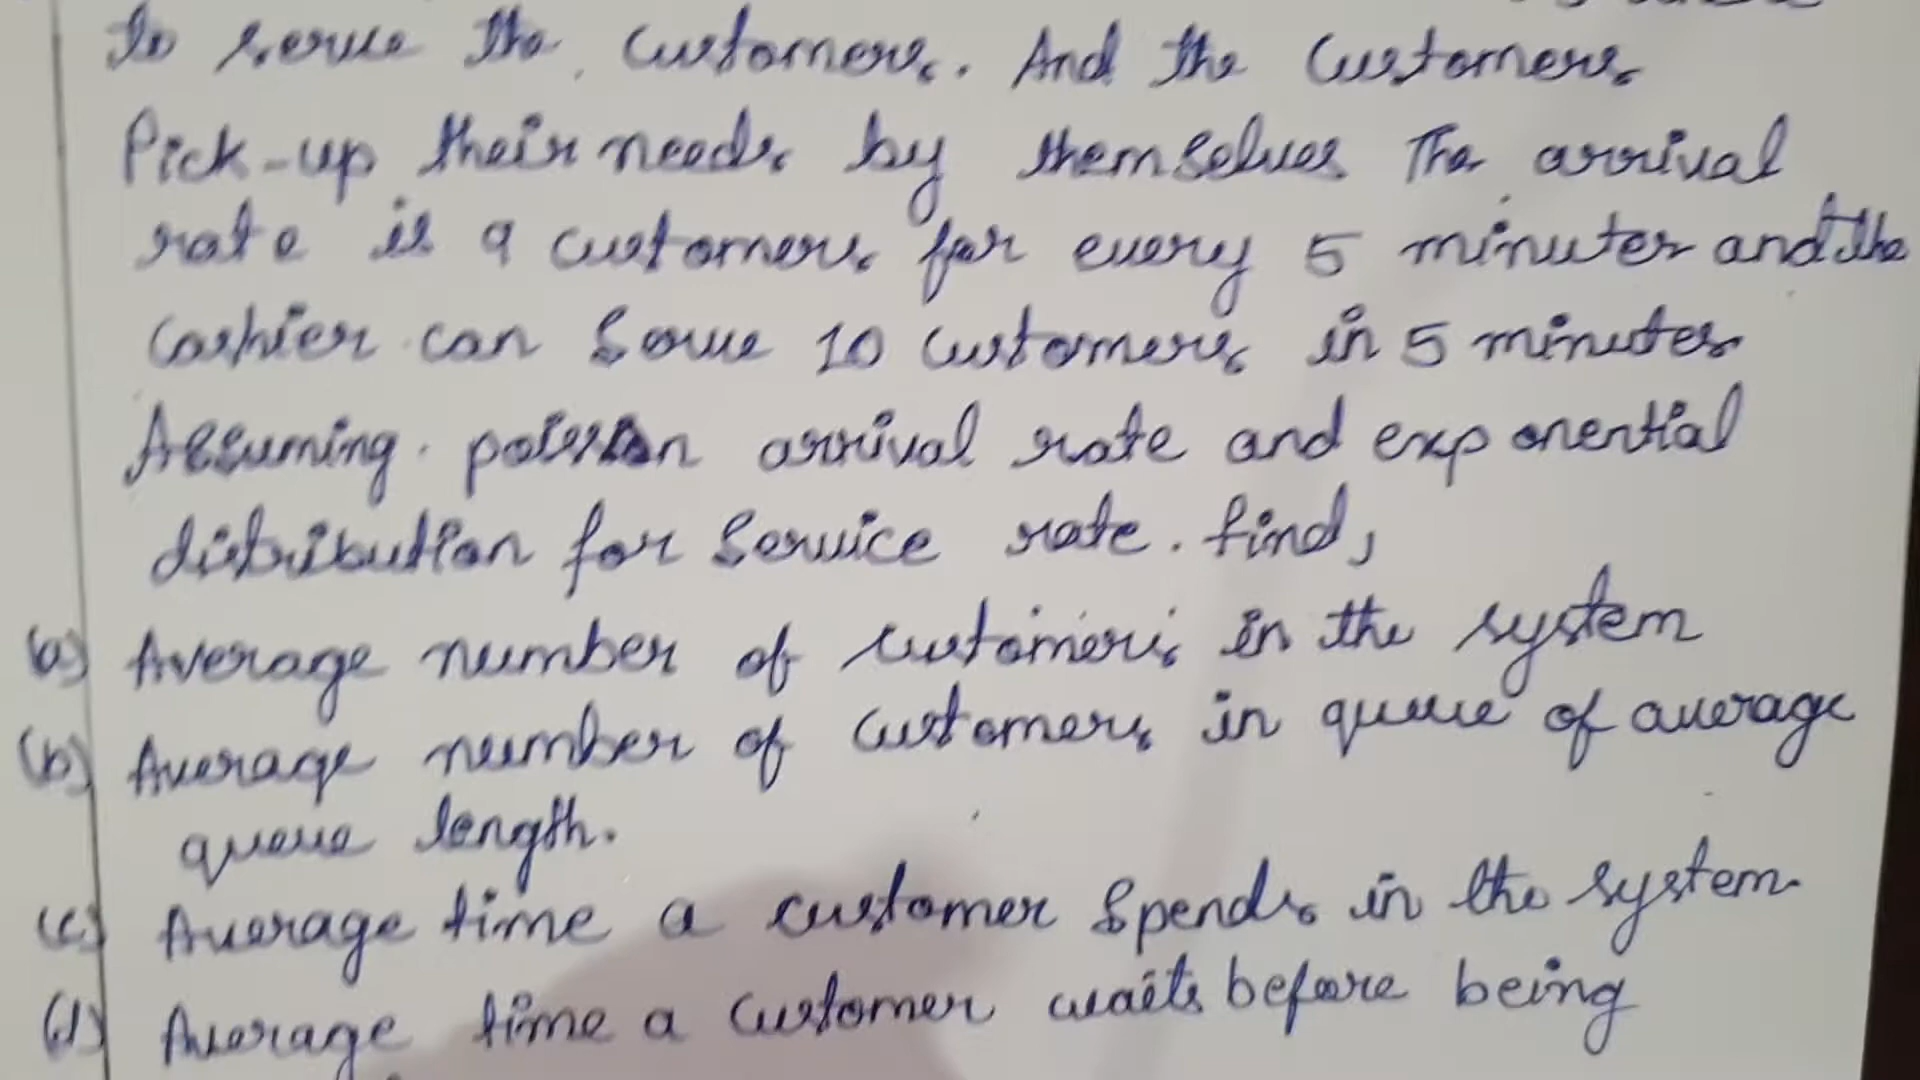 to serve the customers. And the customers
Pick-up their needs by themselves The arrival
rate is 9 customers for every 5 minutes and the
Cashier can Serve 10 customers in 5 minutes
Assuming poisson arrival rate and exponential
distribution for Service rate. find,
(a) Average number of customers in the system
(b) Average number of customers in queue of average
queue length.
(c) Average time a customer Spends in the system.
(d) Average time a customer waits before being